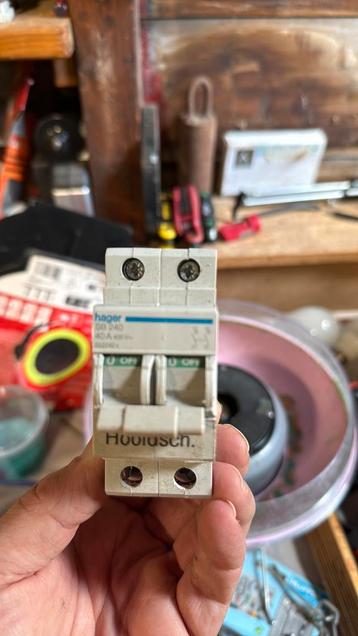 hager
SB 240
40 A
0 OFF 0 OFF
Hoofdsch.